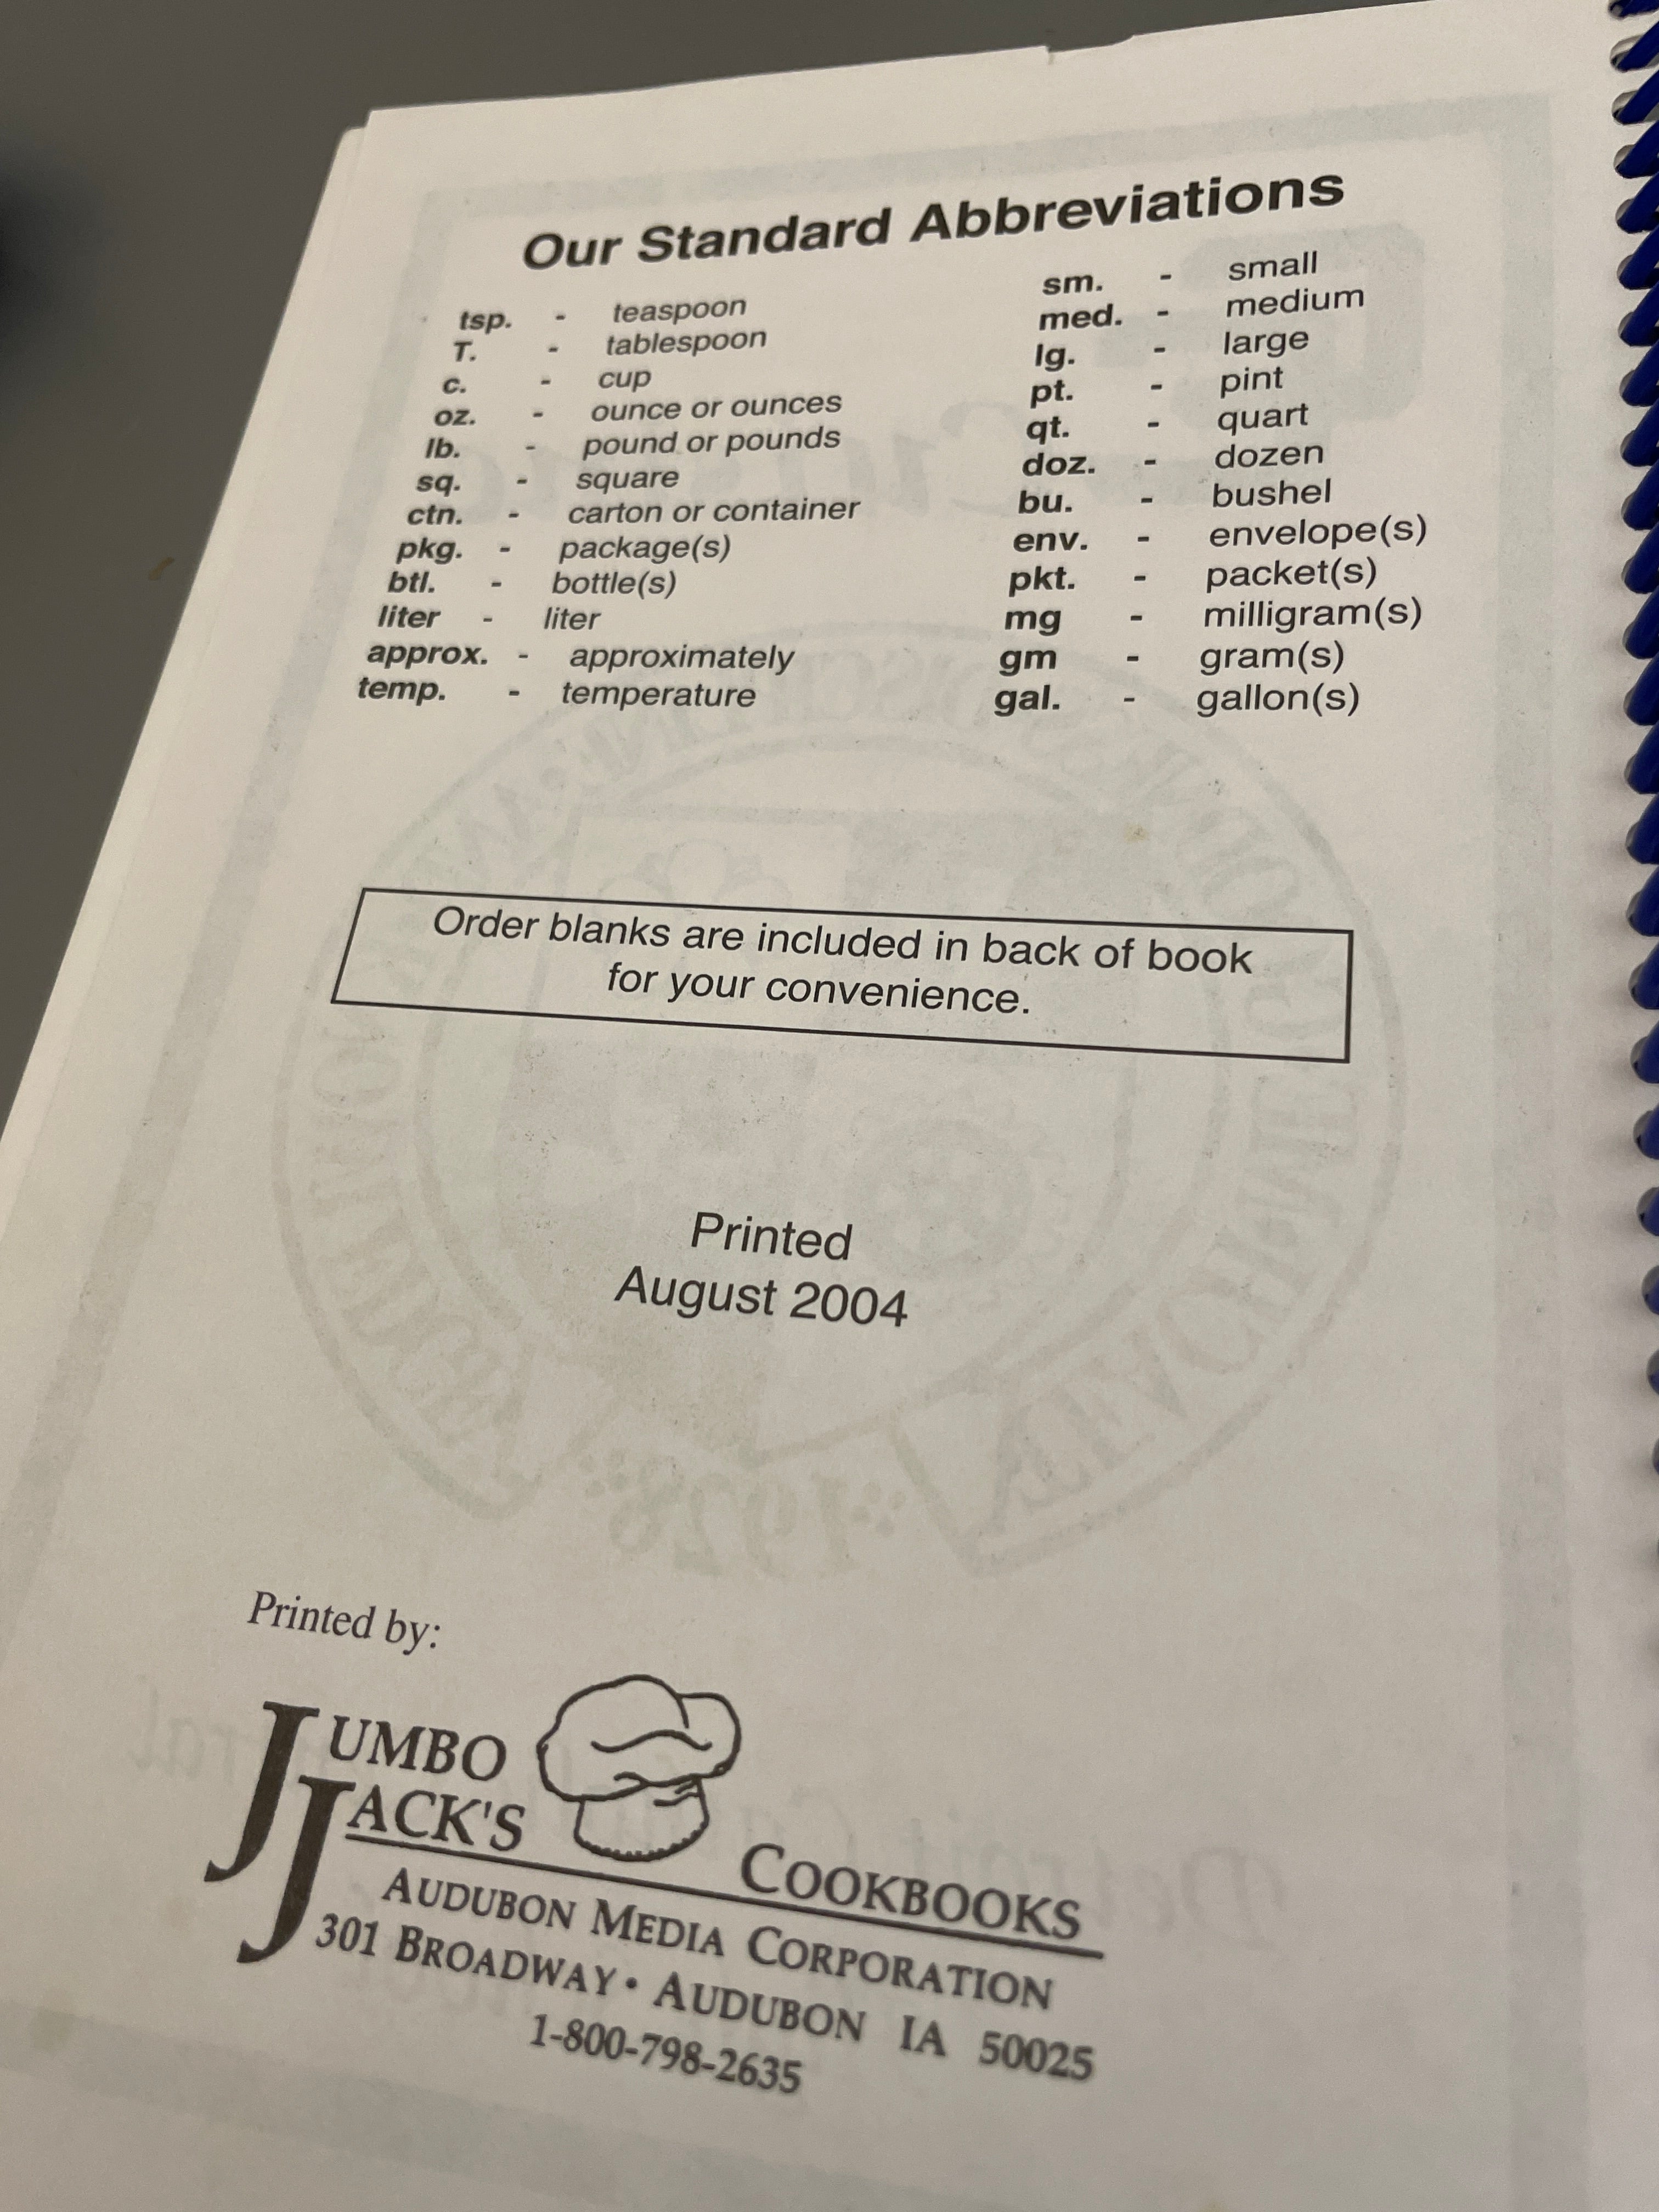 Our Standard Abbreviations
tsp. - teaspoon
T. - tablespoon
c. - cup
oz. - ounce or ounces
lb. - pound or pounds
sq. - square
ctn. - carton or container
pkg. - package(s)
btl. - bottle(s)
liter - liter
approx. - approximately
temp. - temperature
sm. - small
med. - medium
lg. - large
pt. - pint
qt. - quart
doz. - dozen
bu. - bushel
env. - envelope(s)
pkt. - packet(s)
mg - milligram(s)
gm - gram(s)
gal. - gallon(s)
Order blanks are included in back of book
for your convenience.
Printed
August 2004
1928
Printed by:
JUMBO
JACK'S
COOKBOOKS
AUDUBON MEDIA CORPORATION
301 BROADWAY • AUDUBON IA 50025
1-800-798-2635